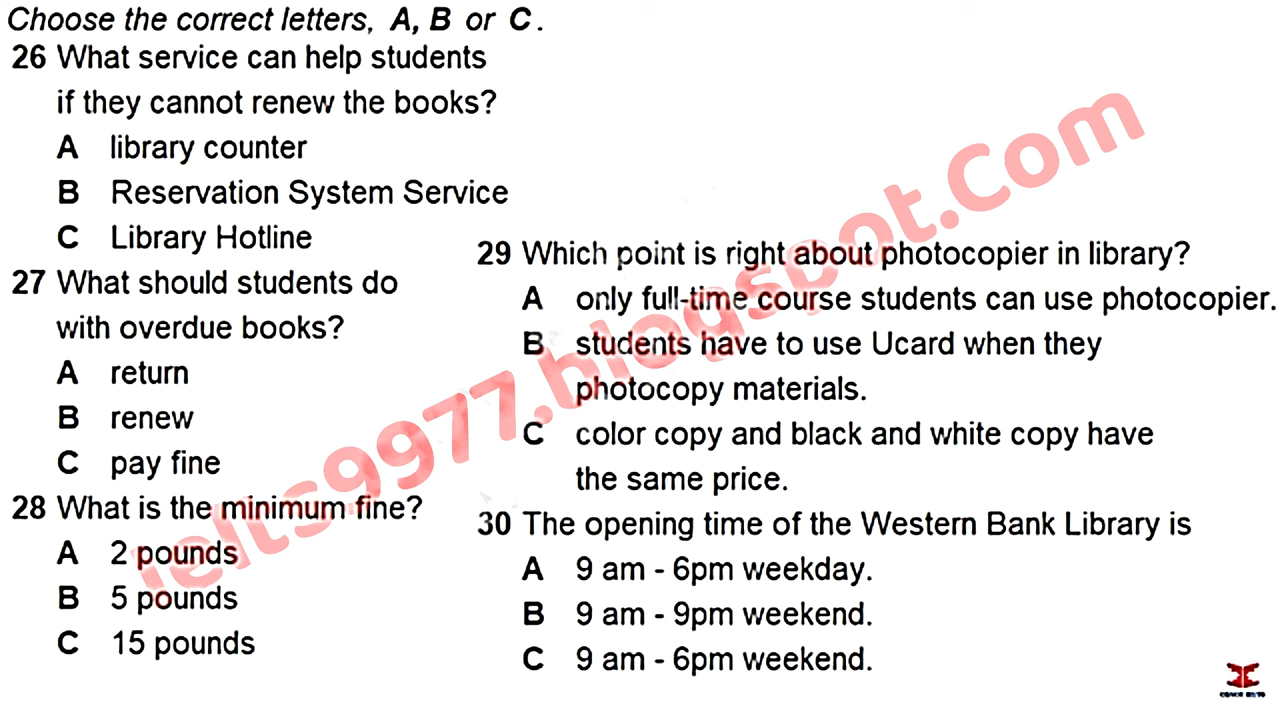 Choose the correct letters, A, B or C.
26 What service can help students
if they cannot renew the books?
A library counter
B Reservation System Service
C Library Hotline
27 What should students do
with overdue books?
A return
B renew
C pay fine
28 What is the minimum fine?
A 2 pounds
B 5 pounds
C 15 pounds
29 Which point is right about photocopier in library?
A only full-time course students can use photocopier.
B students have to use Ucard when they
photocopy materials.
C color copy and black and white copy have
the same price.
30 The opening time of the Western Bank Library is
A 9 am - 6pm weekday.
B 9 am - 9pm weekend.
C 9 am - 6pm weekend.
ielts9977.blogspot.Com